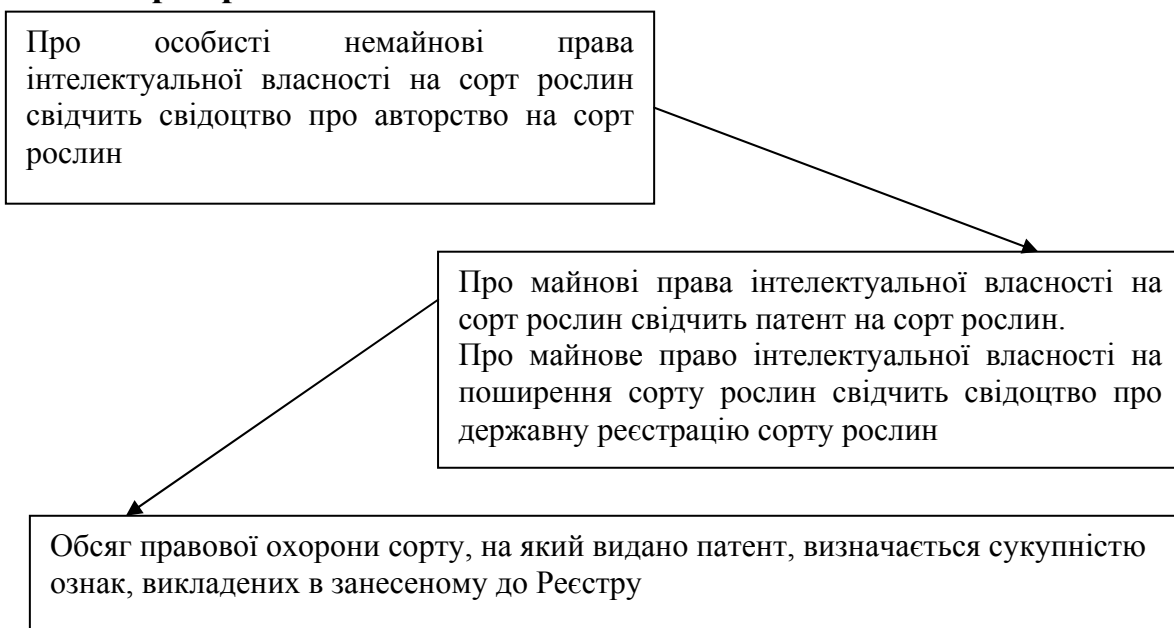 Про особисті немайнові права
інтелектуальної власності на сорт рослин
свідчить свідоцтво про авторство на сорт
рослин
Про майнові права інтелектуальної власності на
сорт рослин свідчить патент на сорт рослин.
Про майнове право інтелектуальної власності на
поширення сорту рослин свідчить свідоцтво про
державну реєстрацію сорту рослин
Обсяг правової охорони сорту, на який видано патент, визначається сукупністю
ознак, викладених в занесеному до Реєстру